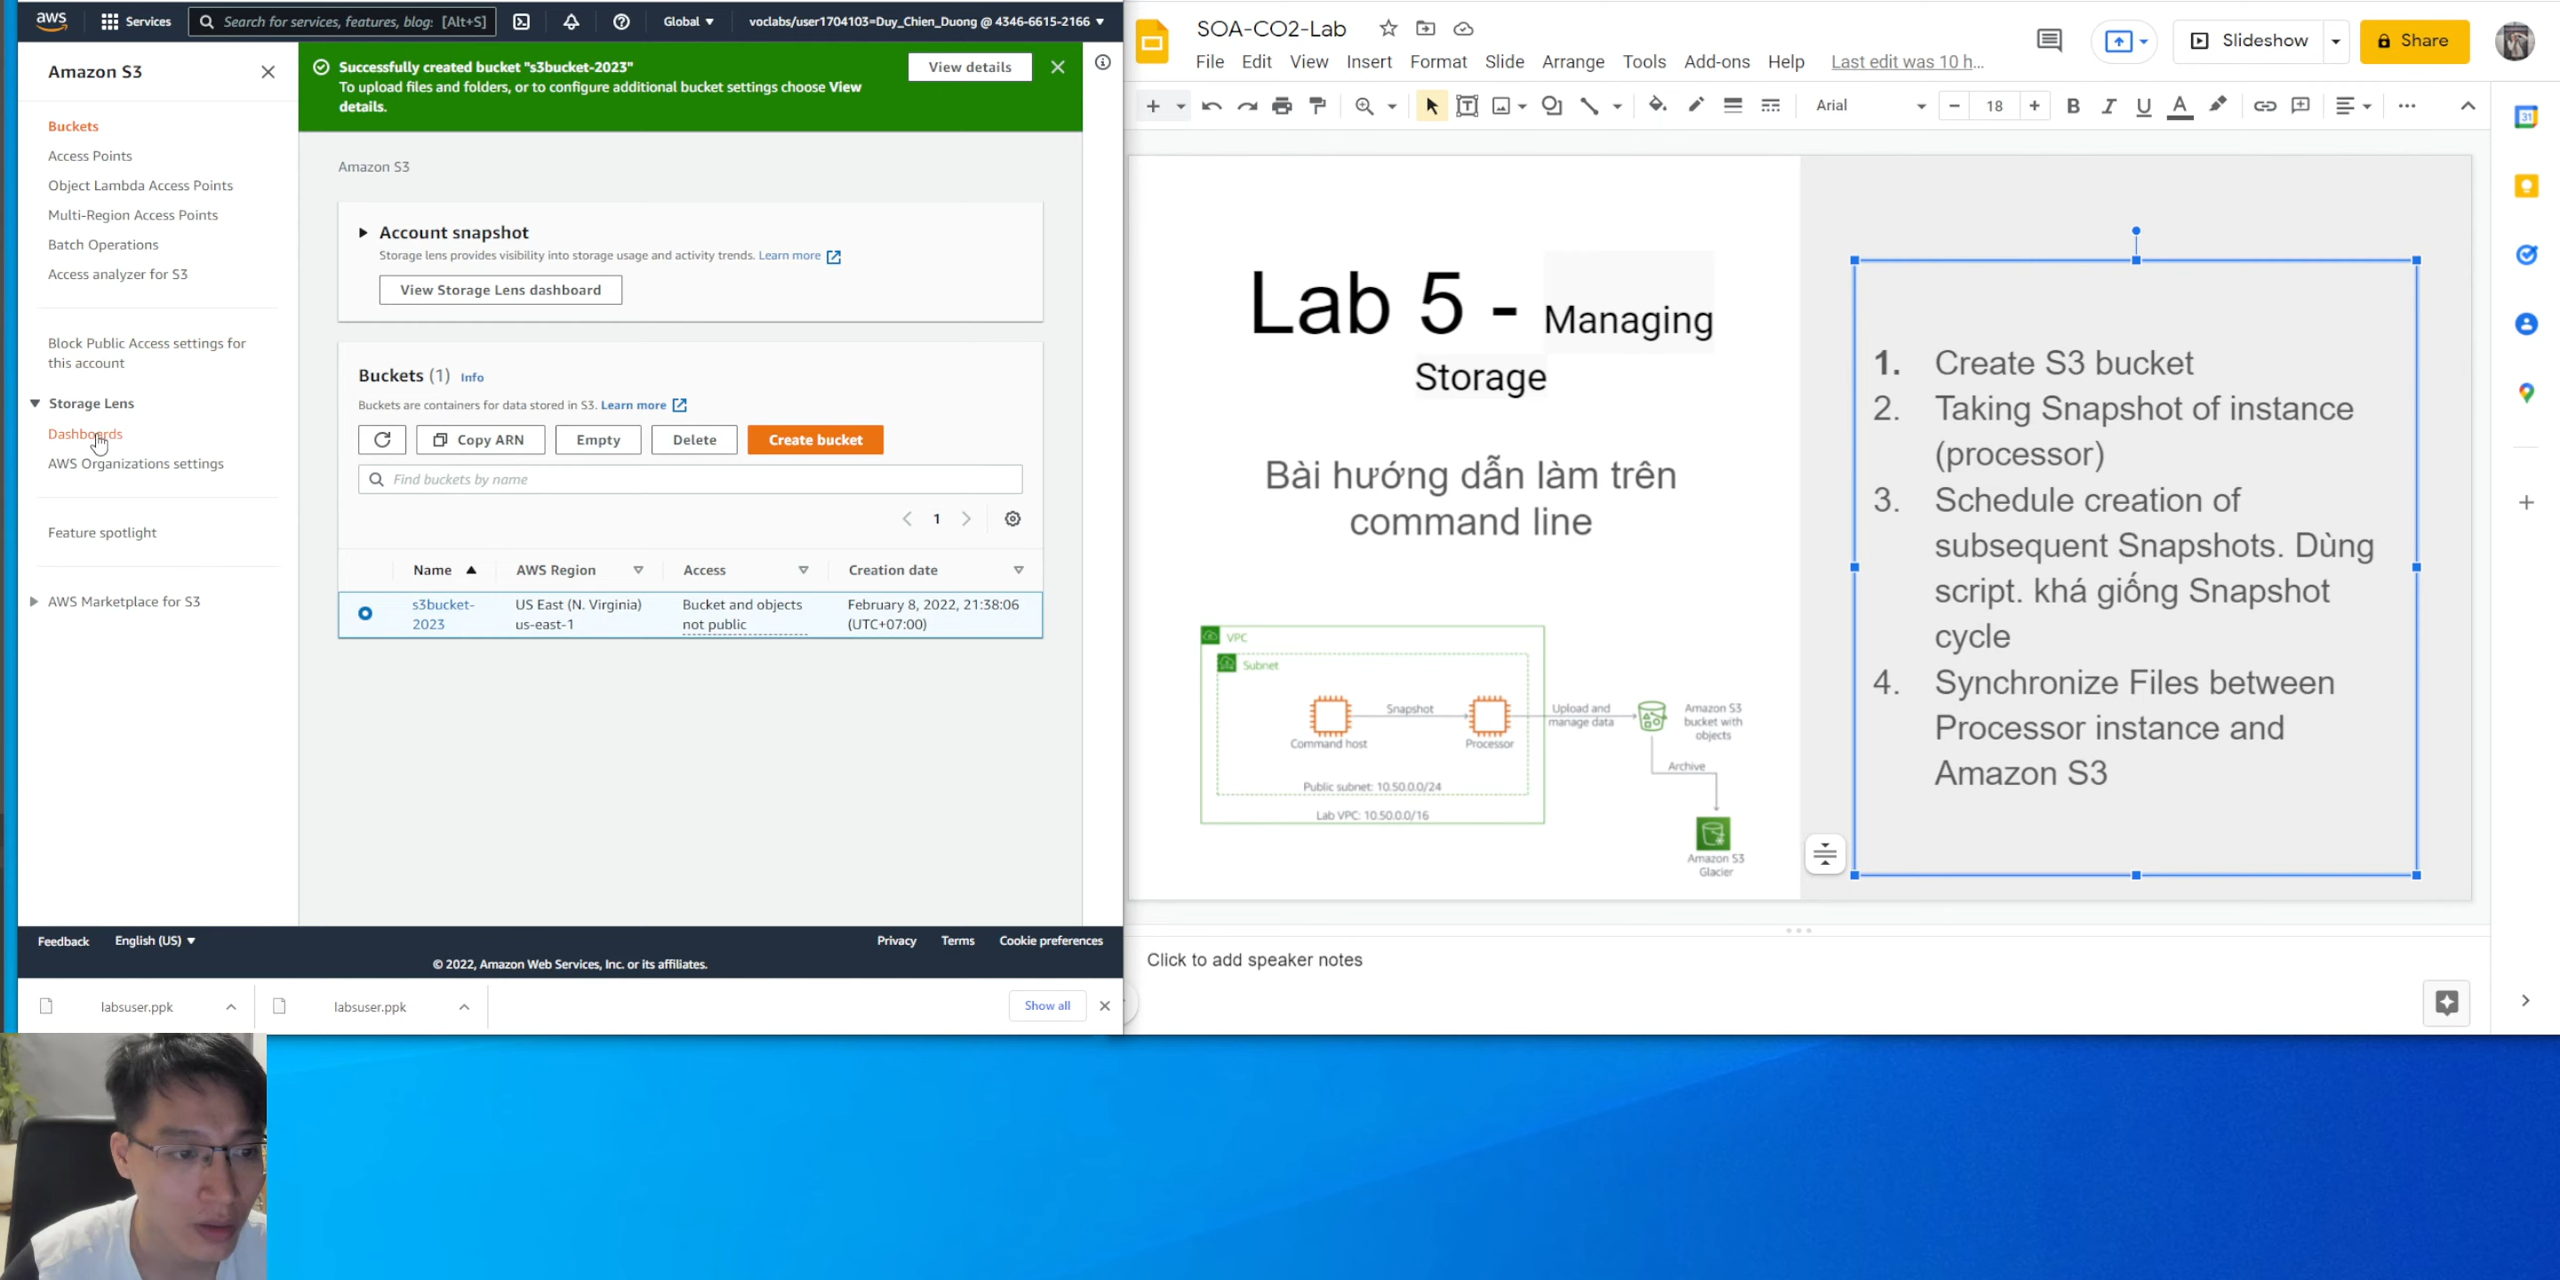 aws
Services
Search for services, features, blogs
[Alt+S]
Global
voclabs/user1704103=Duy_Chien_Duong @ 4346-6615-2166
Amazon S3
Buckets
Access Points
Object Lambda Access Points
Multi-Region Access Points
Batch Operations
Access analyzer for S3
Block Public Access settings for
this account
Storage Lens
Dashboards
AWS Organizations settings
Feature spotlight
AWS Marketplace for S3
Successfully created bucket "s3bucket-2023"
To upload files and folders, or to configure additional bucket settings choose View
details.
View details
Amazon S3
Account snapshot
Storage lens provides visibility into storage usage and activity trends. Learn more
View Storage Lens dashboard
Buckets (1) Info
Buckets are containers for data stored in S3. Learn more
Copy ARN
Empty
Delete
Create bucket
Find buckets by name
1
Name
AWS Region
Access
Creation date
s3bucket-
2023
US East (N. Virginia)
us-east-1
Bucket and objects
not public
February 8, 2022, 21:38:06
(UTC+07:00)
Feedback
English (US)
Privacy
Terms
Cookie preferences
© 2022, Amazon Web Services, Inc. or its affiliates.
labsuser.ppk
labsuser.ppk
Show all
SOA-CO2-Lab
File Edit View Insert Format Slide Arrange Tools Add-ons Help
Last edit was 10 h...
Slideshow
Share
Arial
18
B
I
U
A
31
Lab 5 - Managing
Storage
Bài hướng dẫn làm trên
command line
VPC
Subnet
Command host
Snapshot
Processor
Upload and
manage data
Amazon S3
bucket with
objects
Archive
Public subnet: 10.50.0.0/24
Lab VPC: 10.50.0.0/16
Amazon S3
Glacier
1. Create S3 bucket
2. Taking Snapshot of instance
(processor)
3. Schedule creation of
subsequent Snapshots. Dùng
script. khá giống Snapshot
cycle
4. Synchronize Files between
Processor instance and
Amazon S3
Click to add speaker notes